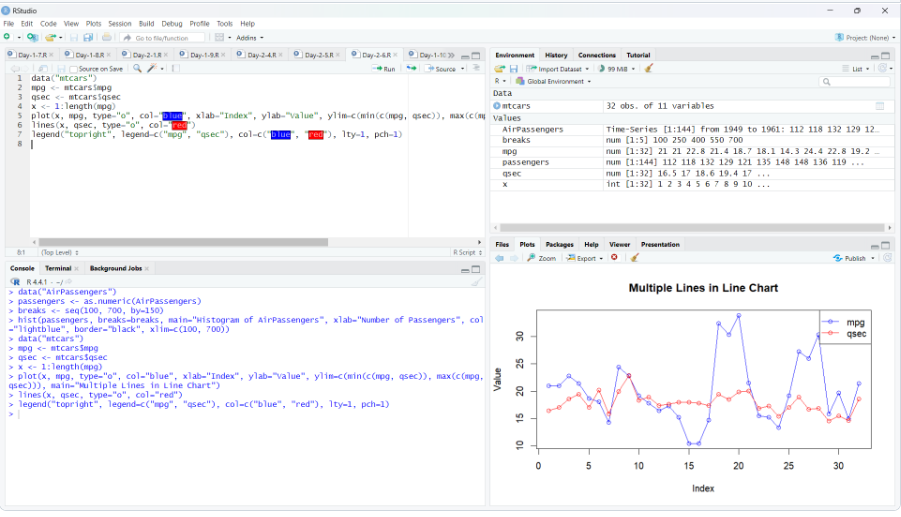 RStudio
File Edit Code View Plots Session Build Debug Profile Tools Help
Go to file/function Addins Project: (None)
Day-1-7.R Day-1-8.R Day-2-1.R Day-1-9.R Day-2-4.R Day-2-5.R Day-2-6.R Day-1-10
Source on Save Run Source
1 data("mtcars")
2 mpg <- mtcars$mpg
3 qsec <- mtcars$qsec
4 x <- 1:length(mpg)
5 plot(x, mpg, type="o", col="blue", xlab="Index", ylab="Value", ylim=c(min(c(mpg, qsec)), max(c(mp
6 lines(x, qsec, type="o", col="red")
7 legend("topright", legend=c("mpg", "qsec"), col=c("blue", "red"), lty=1, pch=1)
8
8:1 (Top Level) R Script
Console Terminal Background Jobs
R 4.4.1 · ~/
> data("AirPassengers")
> passengers <- as.numeric(AirPassengers)
> breaks <- seq(100, 700, by=150)
> hist(passengers, breaks=breaks, main="Histogram of AirPassengers", xlab="Number of Passengers", col
="lightblue", border="black", xlim=c(100, 700))
> data("mtcars")
> mpg <- mtcars$mpg
> qsec <- mtcars$qsec
> x <- 1:length(mpg)
> plot(x, mpg, type="o", col="blue", xlab="Index", ylab="Value", ylim=c(min(c(mpg, qsec)), max(c(mpg,
qsec))), main="Multiple Lines in Line Chart")
> lines(x, qsec, type="o", col="red")
> legend("topright", legend=c("mpg", "qsec"), col=c("blue", "red"), lty=1, pch=1)
>
Environment History Connections Tutorial
Import Dataset 99 MiB List
R Global Environment
Data
mtcars 32 obs. of 11 variables
Values
AirPassengers Time-Series [1:144] from 1949 to 1961: 112 118 132 129 12…
breaks num [1:5] 100 250 400 550 700
mpg num [1:32] 21 21 22.8 21.4 18.7 18.1 14.3 24.4 22.8 19.2 …
passengers num [1:144] 112 118 132 129 121 135 148 148 136 119 ...
qsec num [1:32] 16.5 17 18.6 19.4 17 ...
x int [1:32] 1 2 3 4 5 6 7 8 9 10 ...
Files Plots Packages Help Viewer Presentation
Zoom Export Publish
Multiple Lines in Line Chart
mpg
qsec
Value
30
25
20
15
10
0 5 10 15 20 25 30
Index